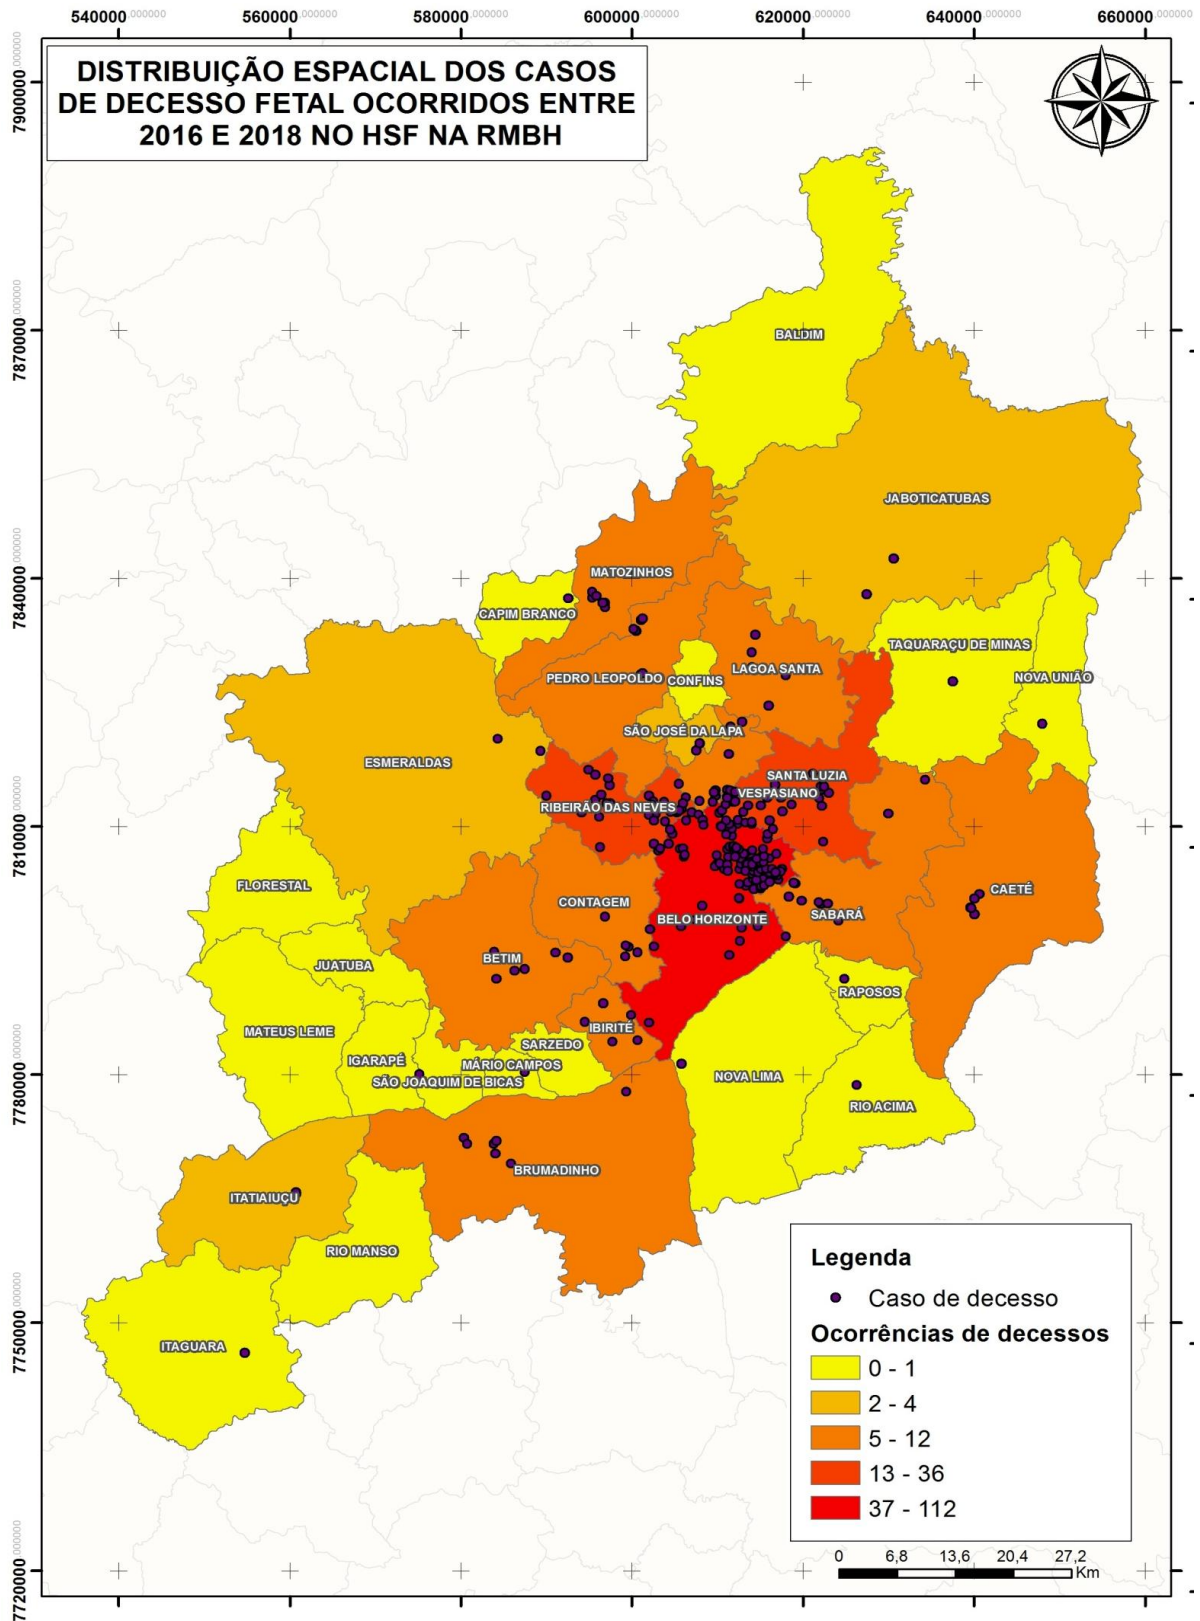 540000,000000 560000,000000 580000,000000 600000,000000 620000,000000 640000,000000 660000,000000
DISTRIBUIÇÃO ESPACIAL DOS CASOS
DE DECESSO FETAL OCORRIDOS ENTRE
2016 E 2018 NO HSF NA RMBH
7900000,000000
7870000,000000
7840000,000000
7810000,000000
7780000,000000
7750000,000000
7720000,000000
BALDIM
JABOTICATUBAS
MATOZINHOS
CAPIM BRANCO
TAQUARAÇU DE MINAS
LAGOA SANTA
PEDRO LEOPOLDO
CONFINS
NOVA UNIÃO
SÃO JOSÉ DA LAPA
ESMERALDAS
SANTA LUZIA
VESPASIANO
RIBEIRÃO DAS NEVES
FLORESTAL
CAETÉ
CONTAGEM
SABARÁ
BELO HORIZONTE
BETIM
JUATUBA
RAPOSOS
MATEUS LEME
IBIRITÉ
SARZEDO
IGARAPÉ
MÁRIO CAMPOS
NOVA LIMA
SÃO JOAQUIM DE BICAS
RIO ACIMA
BRUMADINHO
ITATIAIUÇU
RIO MANSO
ITAGUARA
Legenda
Caso de decesso
Ocorrências de decessos
0 - 1
2 - 4
5 - 12
13 - 36
37 - 112
0 6,8 13,6 20,4 27,2
Km